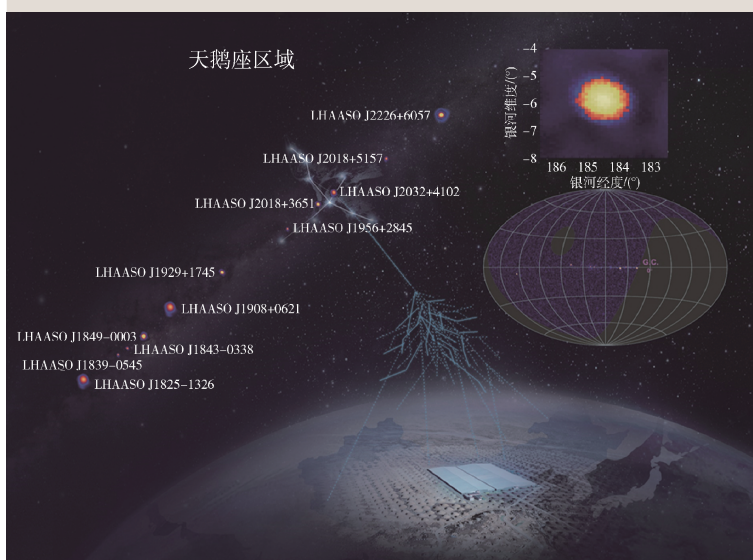 天鹅座区域
LHAASO J2226+6057
LHAASO J2018+5157
LHAASO J2032+4102
LHAASO J2018+3651
LHAASO J1956+2845
LHAASO J1929+1745
LHAASO J1908+0621
LHAASO J1849-0003
LHAASO J1843-0338
LHAASO J1839-0545
LHAASO J1825-1326
银河维度/(°)
-4
-5
-6
-7
-8
186 185 184 183
银河经度/(°)
G.C.